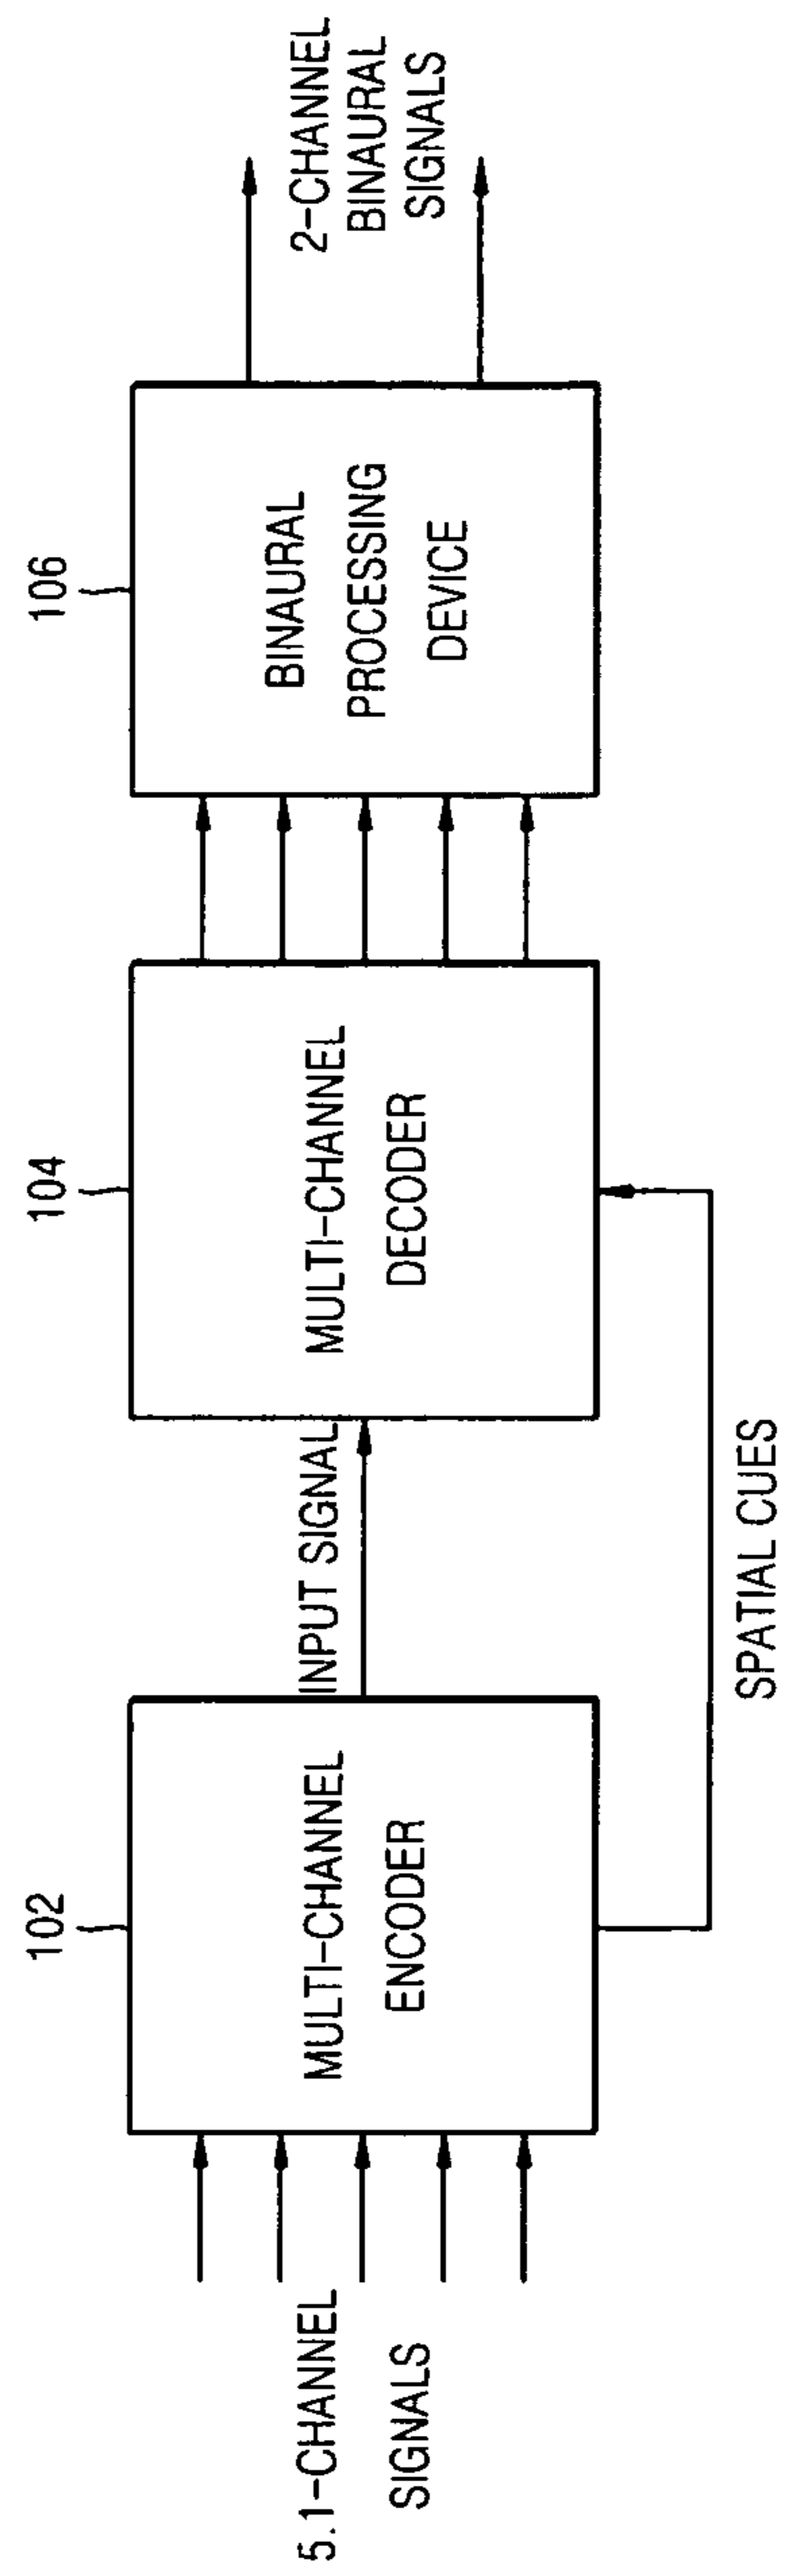 102
104
106
5.1-CHANNEL
SIGNALS
MULTI-CHANNEL
ENCODER
INPUT SIGNAL
MULTI-CHANNEL
DECODER
BINAURAL
PROCESSING
DEVICE
2-CHANNEL
BINAURAL
SIGNALS
SPATIAL CUES